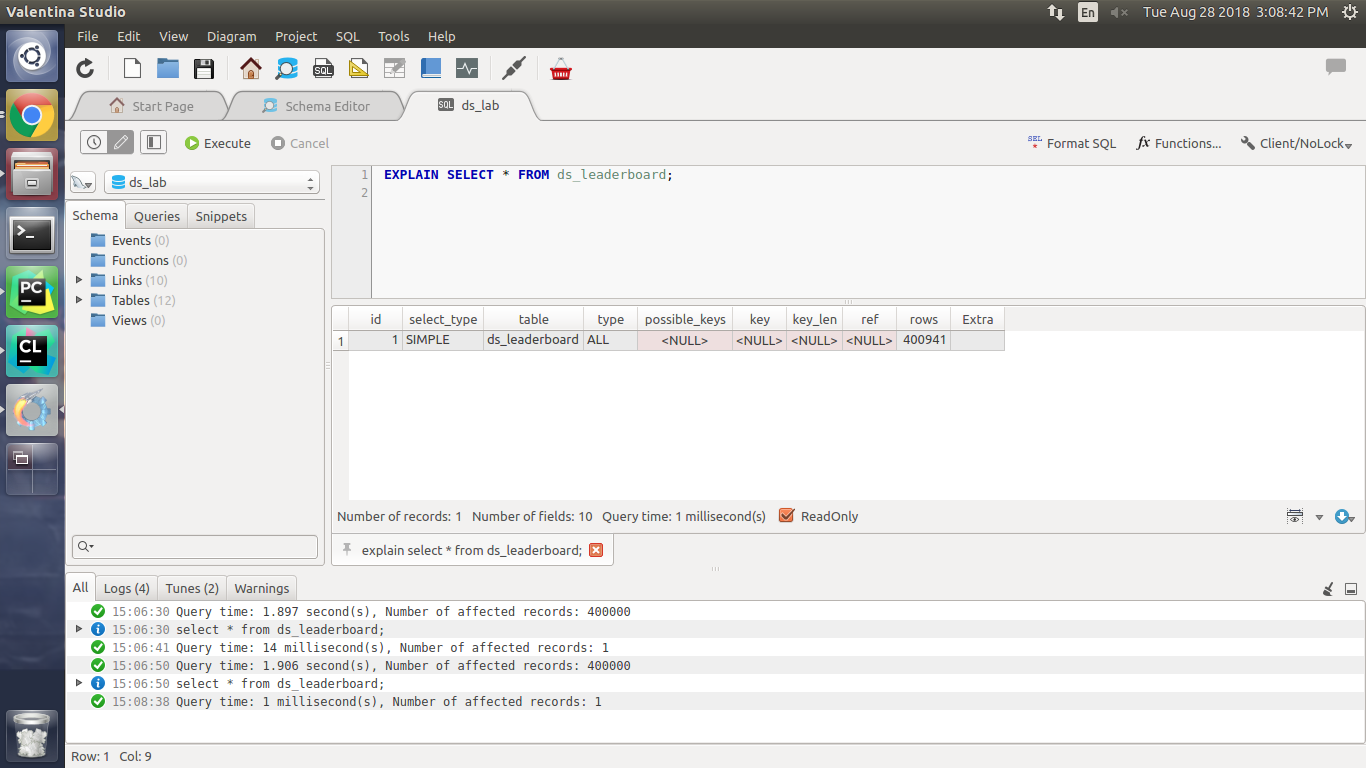 Valentina Studio En Tue Aug 28 2018 3:08:42 PM
File Edit View Diagram Project SQL Tools Help
SQL
Start Page Schema Editor SQL ds_lab
Execute Cancel SEL Format SQL fx Functions... Client/NoLock
ds_lab
1 EXPLAIN SELECT * FROM ds_leaderboard;
2
Schema Queries Snippets
Events (0)
Functions (0)
Links (10)
Tables (12)
Views (0)
id select_type table type possible_keys key key_len ref rows Extra
1 1 SIMPLE ds_leaderboard ALL <NULL> <NULL> <NULL> <NULL> 400941
Number of records: 1 Number of fields: 10 Query time: 1 millisecond(s) ReadOnly
explain select * from ds_leaderboard;
All Logs (4) Tunes (2) Warnings
15:06:30 Query time: 1.897 second(s), Number of affected records: 400000
15:06:30 select * from ds_leaderboard;
15:06:41 Query time: 14 millisecond(s), Number of affected records: 1
15:06:50 Query time: 1.906 second(s), Number of affected records: 400000
15:06:50 select * from ds_leaderboard;
15:08:38 Query time: 1 millisecond(s), Number of affected records: 1
Row: 1 Col: 9
>_
PC
CL